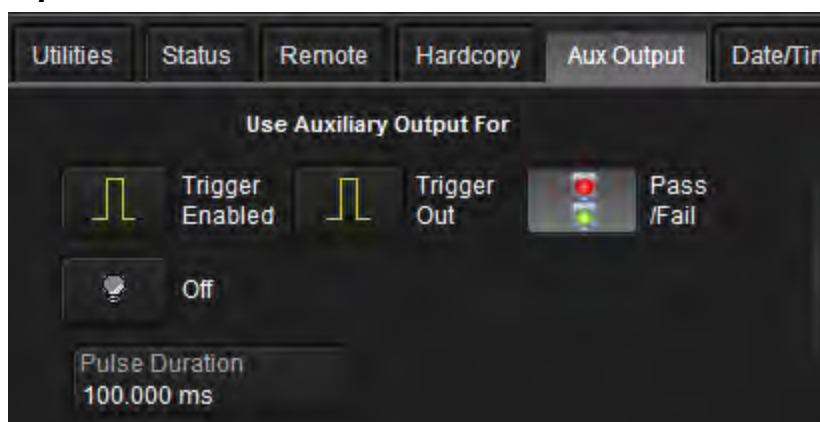 Utilities Status Remote Hardcopy Aux Output
Use Auxiliary Output For
Trigger Enabled
Trigger Out
Pass /Fail
Off
Pulse Duration
100.000 ms